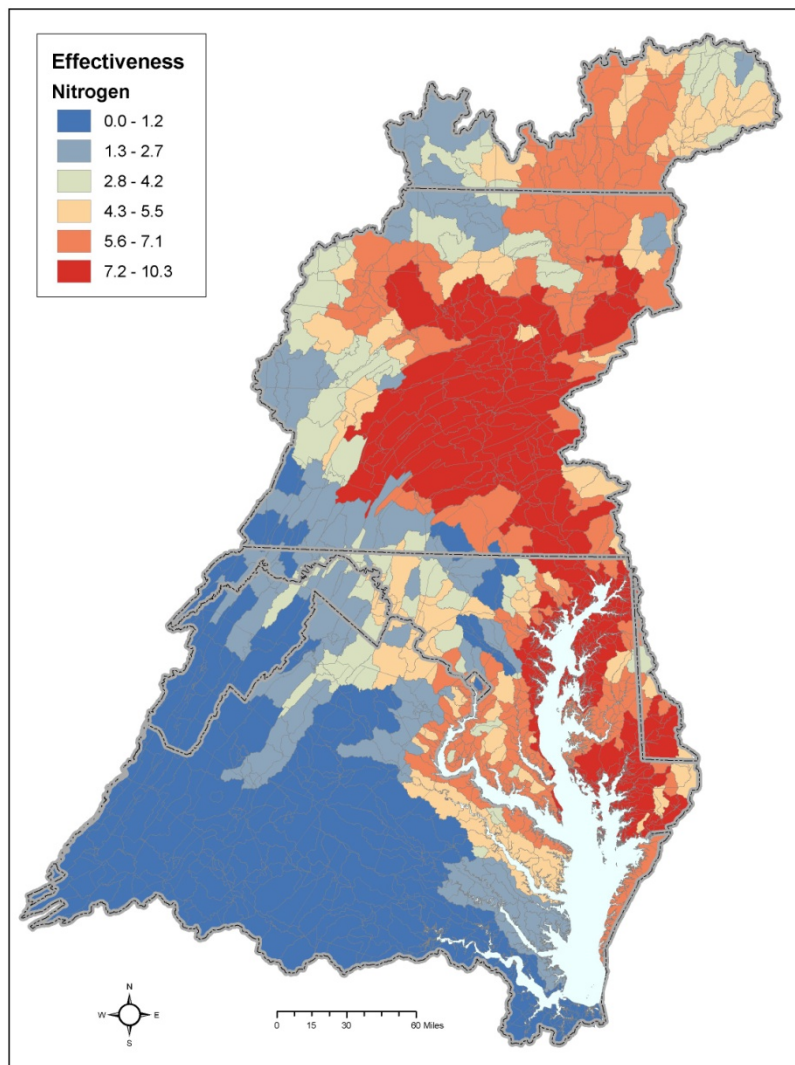 Effectiveness
Nitrogen
0.0 - 1.2
1.3 - 2.7
2.8 - 4.2
4.3 - 5.5
5.6 - 7.1
7.2 - 10.3
N
W E
S
0 15 30 60 Miles